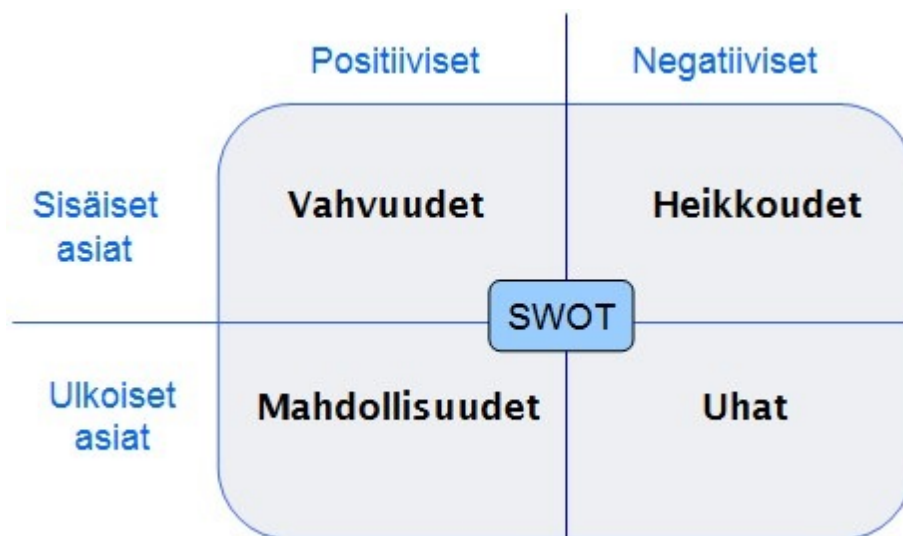 Positiiviset Negatiiviset
Sisäiset
asiat
Vahvuudet Heikkoudet
SWOT
Ulkoiset
asiat
Mahdollisuudet Uhat